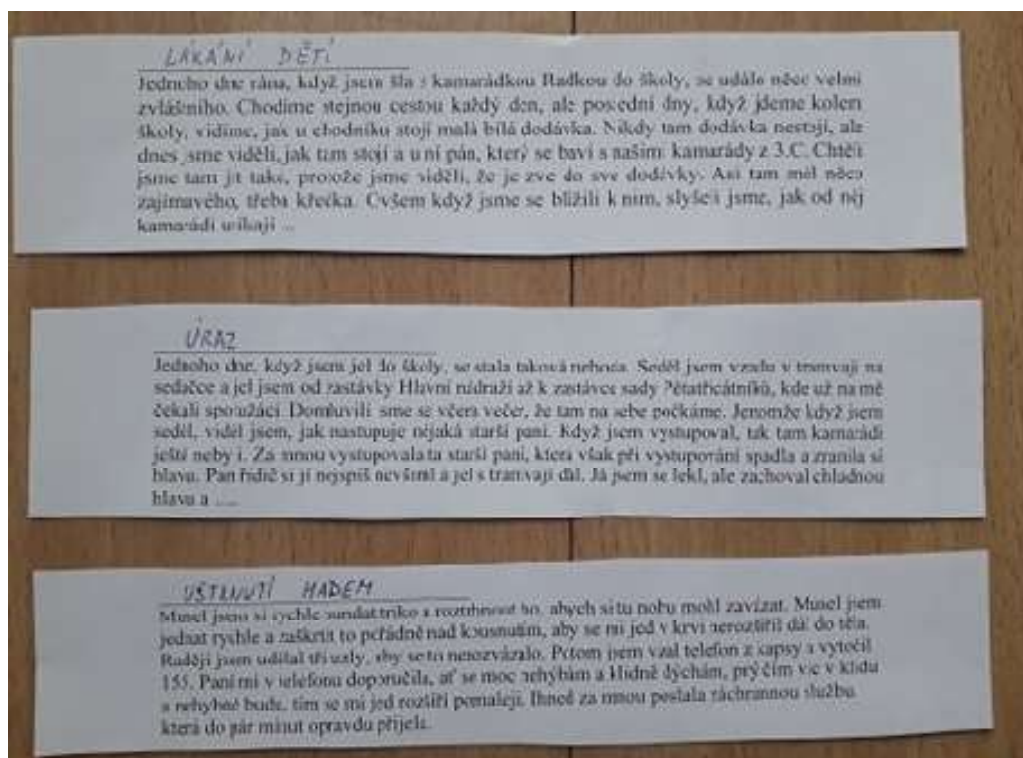 LÁKÁNÍ DĚTÍ
Jednoho dne rána, když jsem šla s kamarádkou Radkou do školy, se událo něco velmi
zvláštního. Chodíme stejnou cestou každý den, ale poslední dny, když jdeme kolem
školy, vidíme, jak u chodníku stojí malá bílá dodávka. Nikdy tam dodávka nestojí, ale
dnes jsme viděli, jak tam stojí a u ní pán, který se baví s našimi kamarády z 3.C. Chtěli
jsme tam jít také, protože jsme viděli, že je zve do své dodávky. Asi tam měl něco
zajímavého, třeba křečka. Ovšem když jsme se blížili k nim, slyšeli jsme, jak od něj
kamarádi utíkají ...
ÚRAZ
Jednoho dne, když jsem jel do školy, se stala taková nehoda. Seděl jsem vzadu v tramvaji na
sedačce a jel jsem od zastávky Hlavní nádraží až k zastávce sady Pětatřicátníků, kde už na mě
čekali spolužáci. Domluvili jsme se včera večer, že tam na sebe počkáme. Jenomže když jsem
seděl, viděl jsem, jak nastupuje nějaká starší paní. Když jsem vystupoval, tak tam kamarádi
ještě nebyli. Za mnou vystupovala ta starší paní, která však při vystupování spadla a zranila si
hlavu. Pan řidič si jí nejspíš nevšiml a jel s tramvají dál. Já jsem se lekl, ale zachoval chladnou
hlavu a .....
UŠTKNUTÍ HADEM
Musel jsem si rychle sundat triko a roztrhnout ho, abych si tu nohu mohl zavázat. Musel jsem
jednat rychle a zaškrtit to pořádně nad kousnutím, aby se mi jed v krvi nerozšířil dál do těla.
Raději jsem udělal tři uzly, aby se to nerozvázalo. Potom jsem vzal telefon z kapsy a vytočil
155. Paní mi v telefonu doporučila, ať se moc nehýbám a klidně dýchám, prý čím víc v klidu
a nehybně budu, tím se mi jed rozšíří pomaleji. Ihned za mnou poslala záchrannou službu,
která do pár minut opravdu přijela.